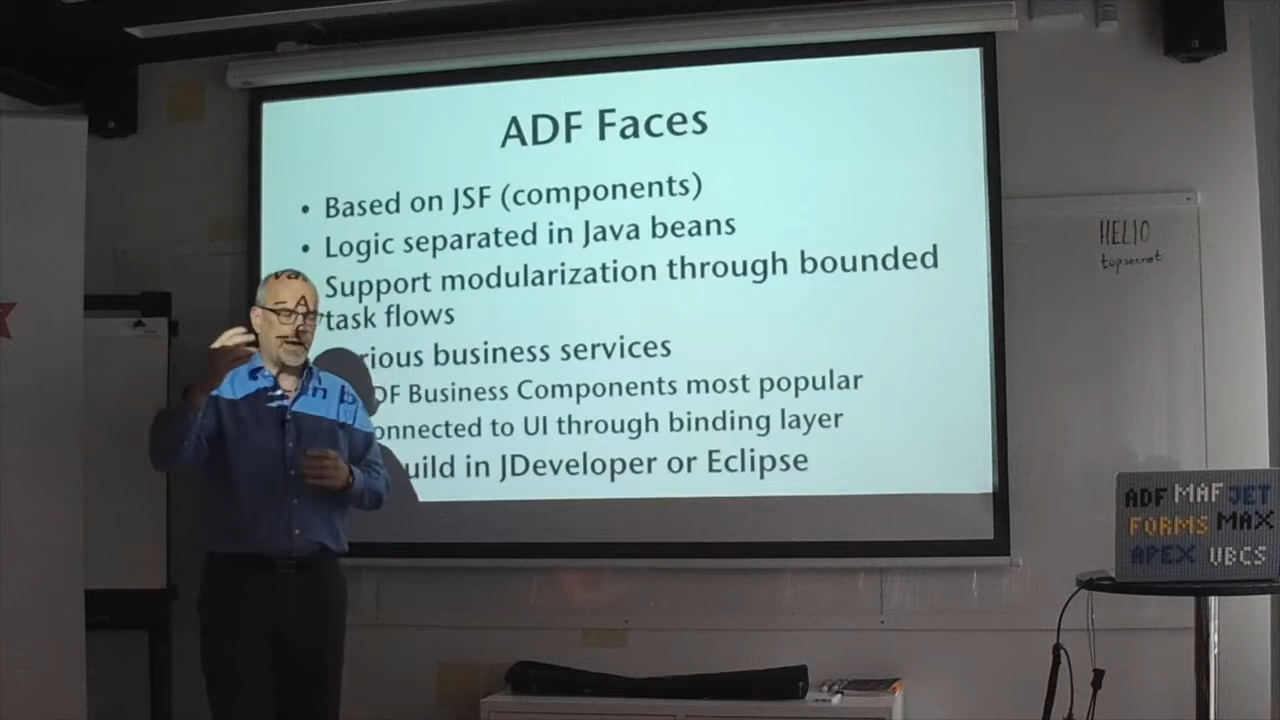 ADF Faces
• Based on JSF (components)
• Logic separated in Java beans
Support modularization through bounded
task flows
rious business services
DF Business Components most popular
onnected to UI through binding layer
uild in JDeveloper or Eclipse
HELIO
topsecret
ADF MAF JET
FORMS MAX
APEX VBCS